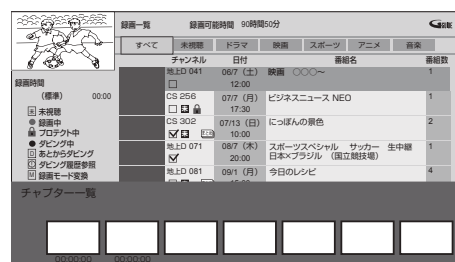 録画一覧 録画可能時間 90時間50分
すべて 未視聴 ドラマ 映画 スポーツ アニメ 音楽
チャンネル 日付 番組名 番組数
地上D 041 06/7 (土) 映画 ○○○~ 1
12:00
CS 256 07/7 (月) ビジネスニュース NEO 1
17:30
CS 302 07/13 (日) にっぽんの景色 2
10:00
地上D 071 08/7 (木) スポーツスペシャル サッカー 生中継 1
20:00 日本×ブラジル (国立競技場)
地上D 081 09/1 (月) 今日のレシピ 4
録画時間
(標準) 00:00
未 未視聴
録画中
プロテクト中
ダビング中
あとからダビング
ダビング履歴参照
M 録画モード変換
チャプター一覧
00:00:00 00:00:00